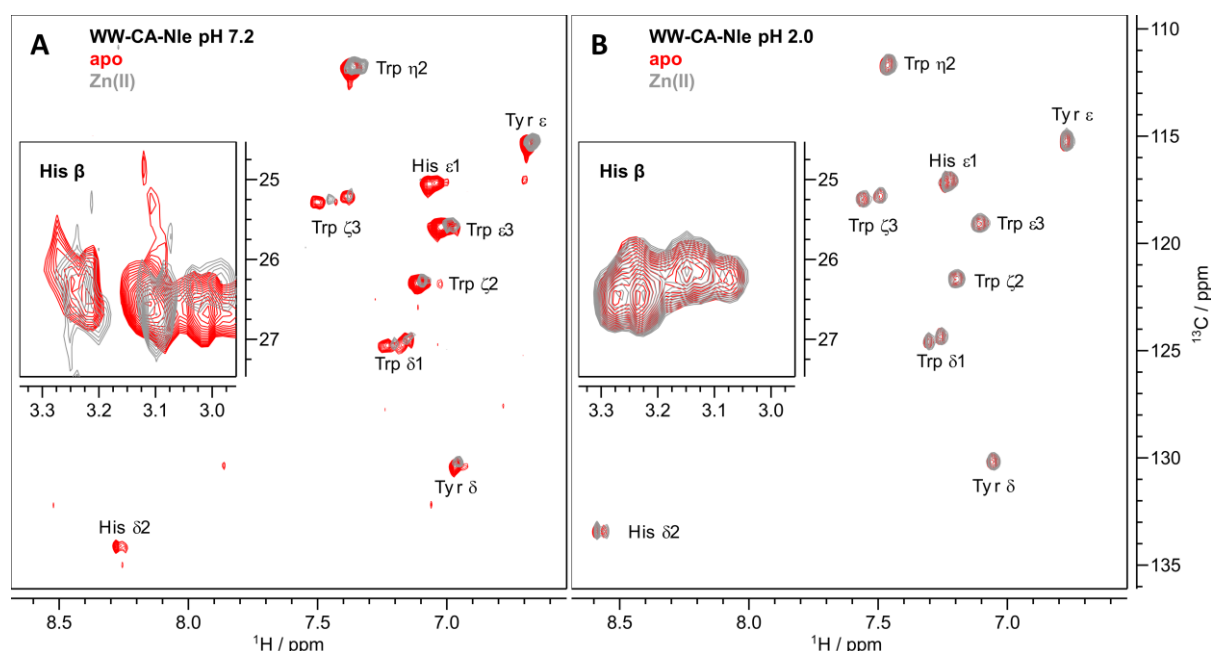 A
WW-CA-Nle pH 7.2
apo
Zn(II)
Trp η2
Tyr ε
His ε1
Trp ζ3
Trp ε3
Trp ζ2
Trp δ1
Tyr δ
His δ2
His β
25
26
27
3.3 3.2 3.1 3.0
8.5 8.0 7.5 7.0
¹H / ppm
B
WW-CA-Nle pH 2.0
apo
Zn(II)
Trp η2
Tyr ε
His ε1
Trp ζ3
Trp ε3
Trp ζ2
Trp δ1
Tyr δ
His δ2
His β
25
26
27
3.3 3.2 3.1 3.0
8.5 8.0 7.5 7.0
¹H / ppm
110
115
120
125
130
135
¹³C / ppm